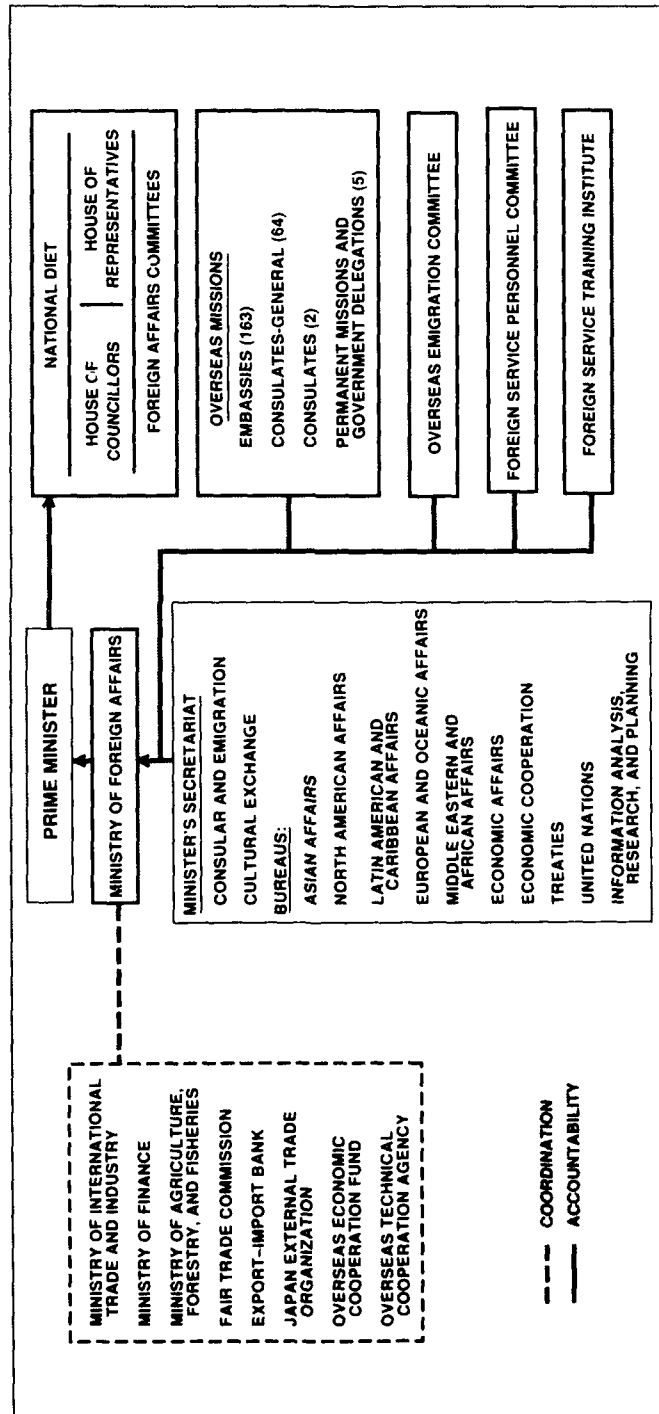 PRIME MINISTER
MINISTRY OF FOREIGN AFFAIRS
NATIONAL DIET
HOUSE OF
COUNCILLORS
HOUSE OF
REPRESENTATIVES
FOREIGN AFFAIRS COMMITTEES
MINISTRY OF INTERNATIONAL
TRADE AND INDUSTRY
MINISTRY OF FINANCE
MINISTRY OF AGRICULTURE,
FORESTRY, AND FISHERIES
FAIR TRADE COMMISSION
EXPORT-IMPORT BANK
JAPAN EXTERNAL TRADE
ORGANIZATION
OVERSEAS ECONOMIC
COOPERATION FUND
OVERSEAS TECHNICAL
COOPERATION AGENCY
MINISTER'S SECRETARIAT
CONSULAR AND EMIGRATION
CULTURAL EXCHANGE
BUREAUS:
ASIAN AFFAIRS
NORTH AMERICAN AFFAIRS
LATIN AMERICAN AND
CARIBBEAN AFFAIRS
EUROPEAN AND OCEANIC AFFAIRS
MIDDLE EASTERN AND
AFRICAN AFFAIRS
ECONOMIC AFFAIRS
ECONOMIC COOPERATION
TREATIES
UNITED NATIONS
INFORMATION ANALYSIS,
RESEARCH, AND PLANNING
OVERSEAS MISSIONS
EMBASSIES (163)
CONSULATES-GENERAL (64)
CONSULATES (2)
PERMANENT MISSIONS AND
GOVERNMENT DELEGATIONS (5)
OVERSEAS EMIGRATION COMMITTEE
FOREIGN SERVICE PERSONNEL COMMITTEE
FOREIGN SERVICE TRAINING INSTITUTE
COORDINATION
ACCOUNTABILITY